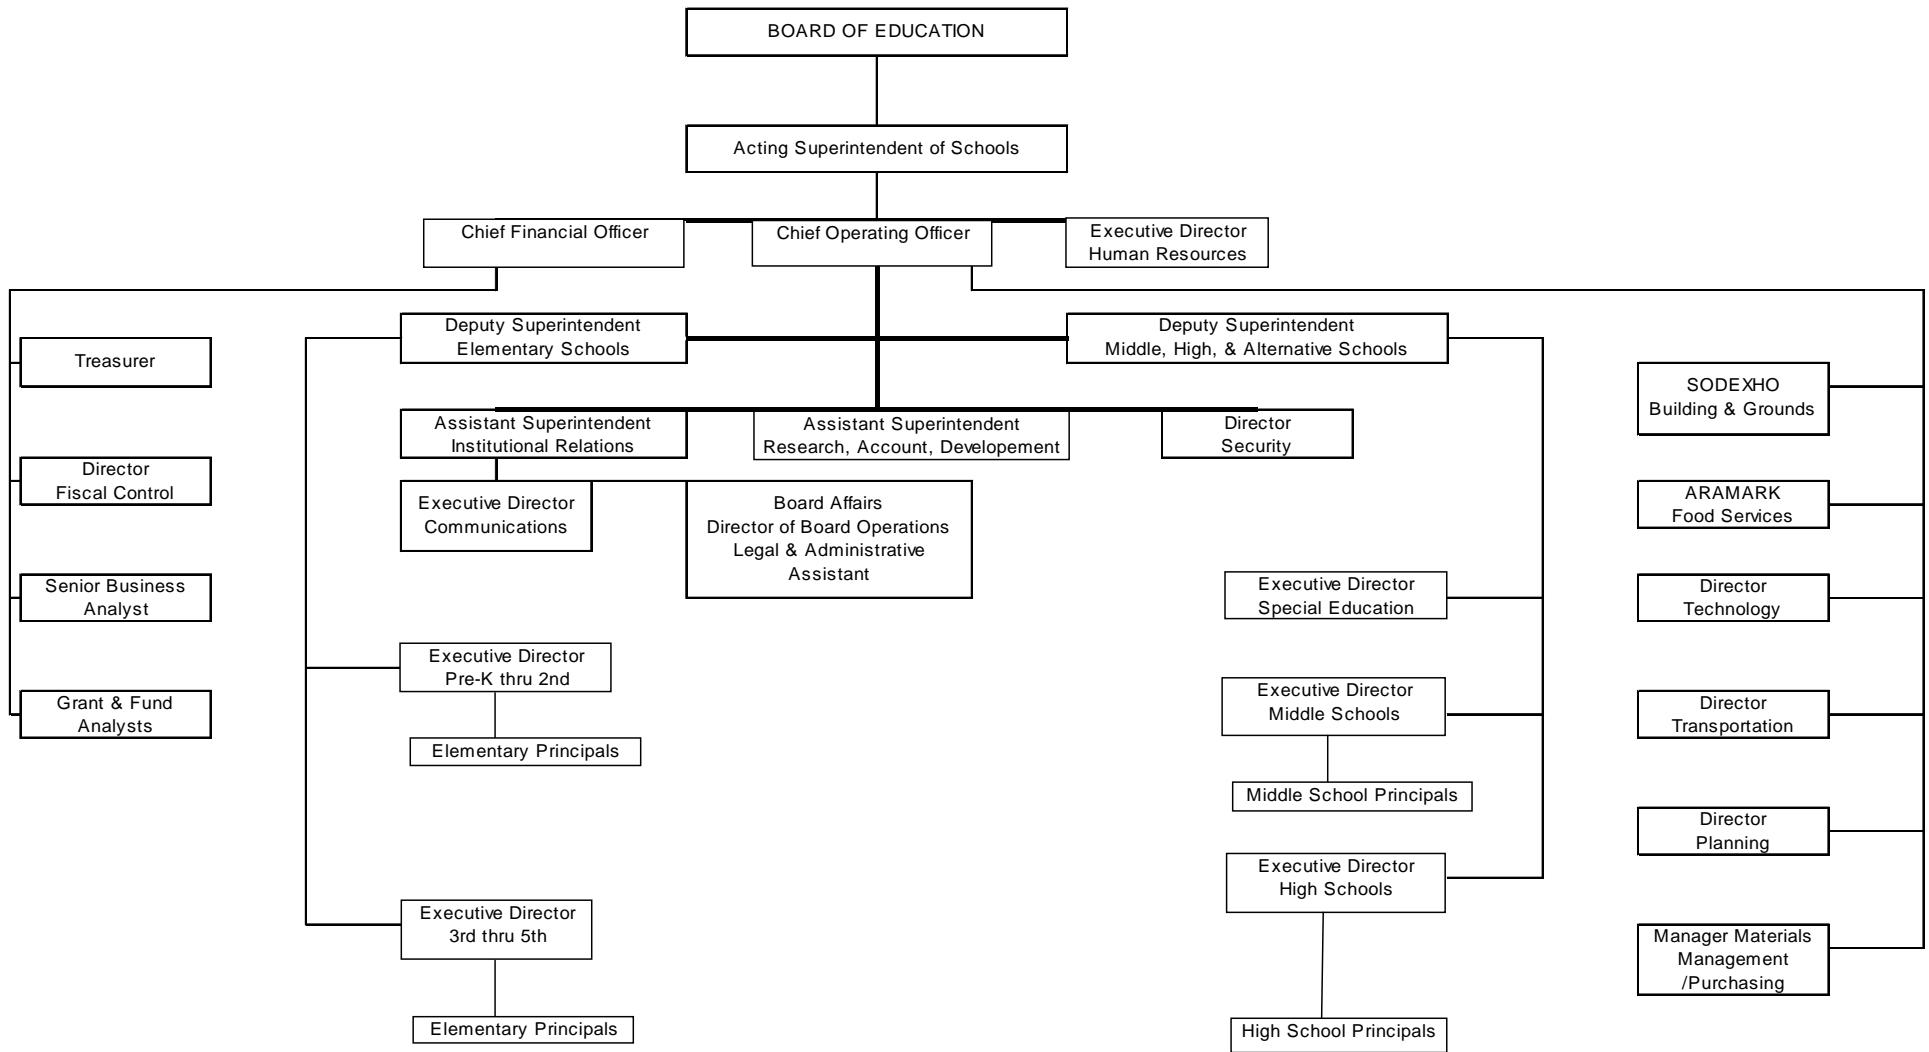 BOARD OF EDUCATION
Acting Superintendent of Schools
Chief Financial Officer
Chief Operating Officer
Executive Director
Human Resources
Deputy Superintendent
Elementary Schools
Deputy Superintendent
Middle, High, & Alternative Schools
Treasurer
SODEXHO
Building & Grounds
Assistant Superintendent
Institutional Relations
Assistant Superintendent
Research, Account, Developement
Director
Security
Director
Fiscal Control
Executive Director
Communications
Board Affairs
Director of Board Operations
Legal & Administrative
Assistant
ARAMARK
Food Services
Senior Business
Analyst
Executive Director
Special Education
Director
Technology
Executive Director
Pre-K thru 2nd
Executive Director
Middle Schools
Grant & Fund
Analysts
Director
Transportation
Elementary Principals
Middle School Principals
Director
Planning
Executive Director
High Schools
Executive Director
3rd thru 5th
Manager Materials
Management
/Purchasing
Elementary Principals
High School Principals